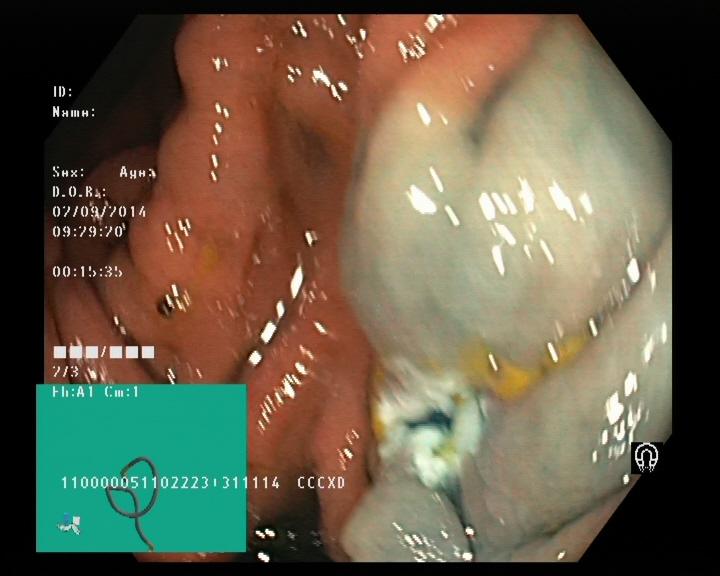 ID:
Name:
Sex: Age:
D.O.B.:
02/09/2014
09:29:20
00:15:35
■■■/■■■
2/3
Eh:A1 Cm:1
110000051102223+311114 CCCXD